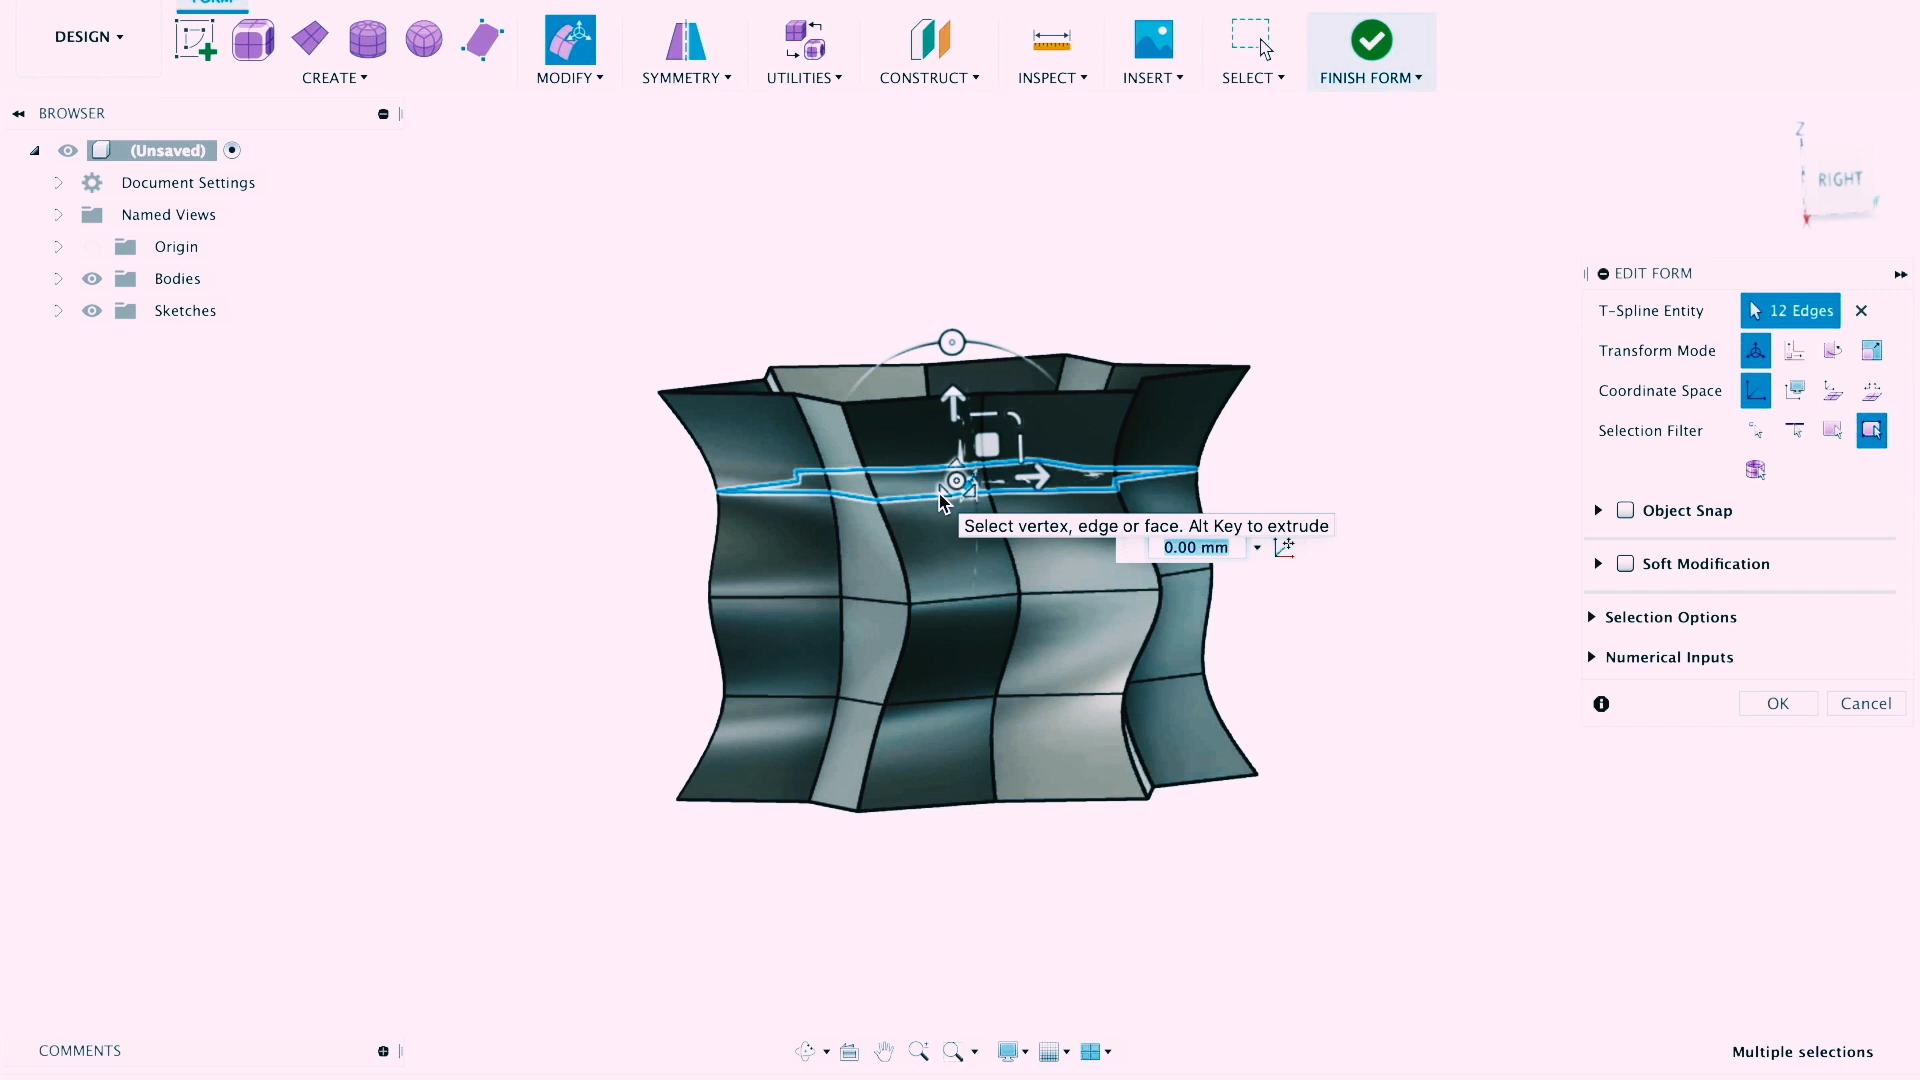 FORM
DESIGN
CREATE
MODIFY
SYMMETRY
UTILITIES
CONSTRUCT
INSPECT
INSERT
SELECT
FINISH FORM
BROWSER
(Unsaved)
Document Settings
Named Views
Origin
Bodies
Sketches
Z
RIGHT
EDIT FORM
T-Spline Entity 12 Edges
Transform Mode
Coordinate Space
Selection Filter
Object Snap
Soft Modification
Selection Options
Numerical Inputs
OK Cancel
Select vertex, edge or face. Alt Key to extrude
0.00 mm
COMMENTS
Multiple selections